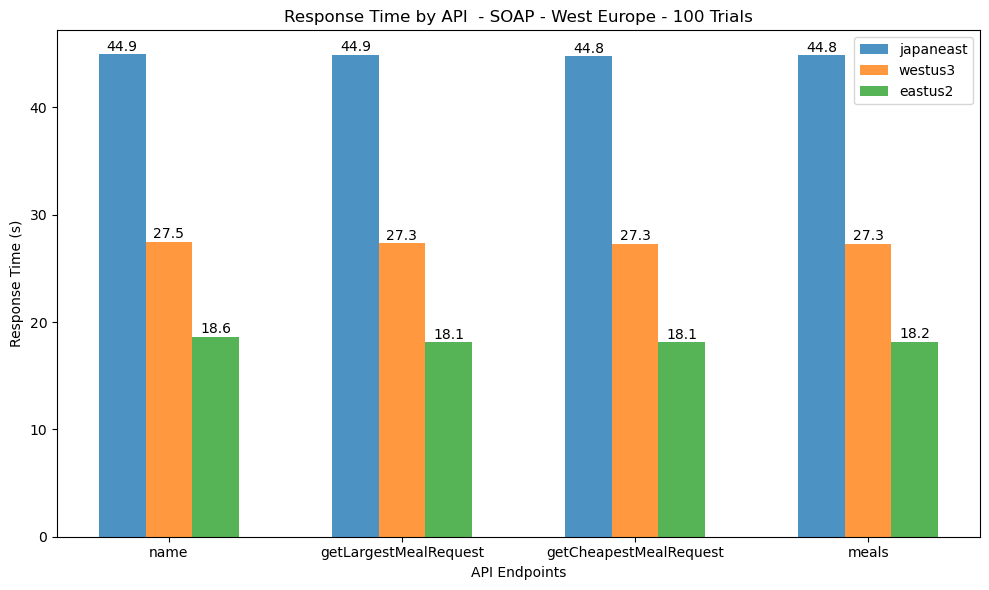 Response Time by API  - SOAP - West Europe - 100 Trials
japaneast
westus3
eastus2
44.9
44.9
44.8
44.8
27.5
27.3
27.3
27.3
18.6
18.1
18.1
18.2
Response Time (s)
40
30
20
10
0
name
getLargestMealRequest
getCheapestMealRequest
meals
API Endpoints